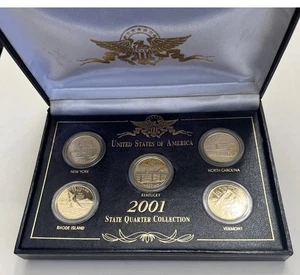 UNITED STATES OF AMERICA
NEW YORK
NORTH CAROLINA
KENTUCKY
RHODE ISLAND
VERMONT
2001
STATE QUARTER COLLECTION